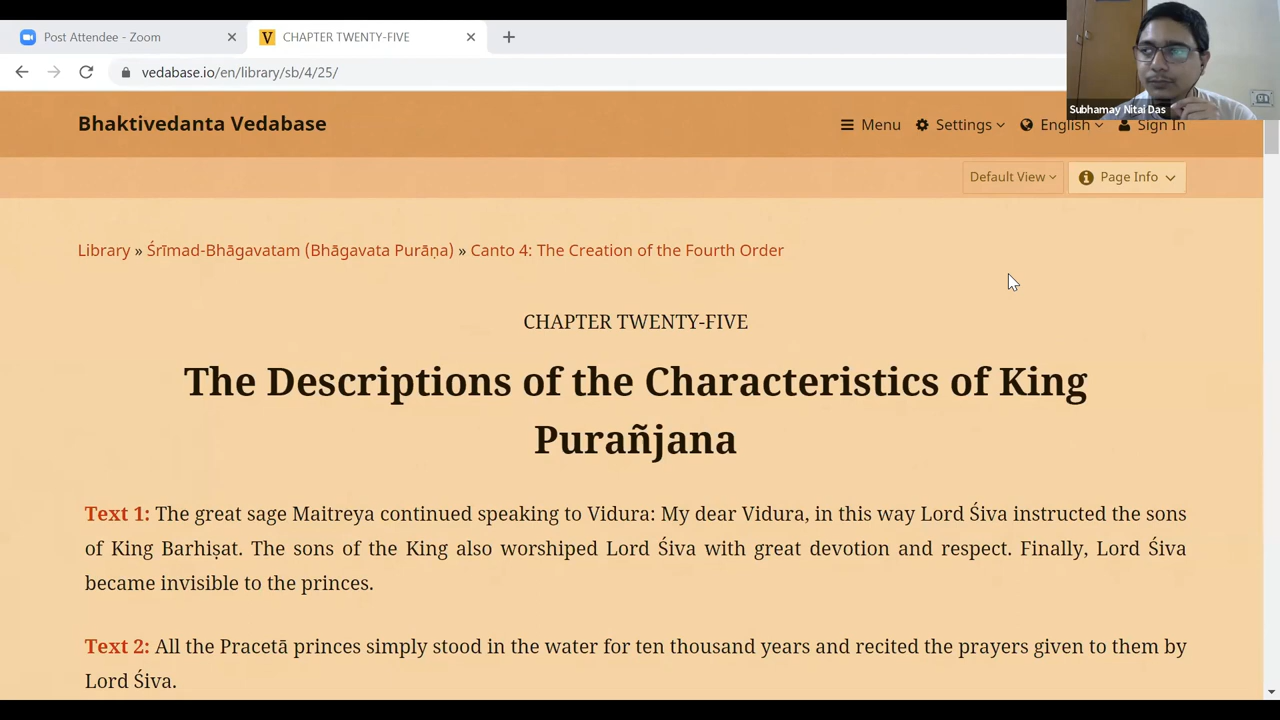 Post Attendee - Zoom
CHAPTER TWENTY-FIVE
vedabase.io/en/library/sb/4/25/
Subhamay Nitai Das
Bhaktivedanta Vedabase
Menu Settings English Sign In
Default View Page Info
Library » Śrīmad-Bhāgavatam (Bhāgavata Purāṇa) » Canto 4: The Creation of the Fourth Order
CHAPTER TWENTY-FIVE
The Descriptions of the Characteristics of King
Purañjana
Text 1: The great sage Maitreya continued speaking to Vidura: My dear Vidura, in this way Lord Śiva instructed the sons
of King Barhiṣat. The sons of the King also worshiped Lord Śiva with great devotion and respect. Finally, Lord Śiva
became invisible to the princes.
Text 2: All the Pracetā princes simply stood in the water for ten thousand years and recited the prayers given to them by
Lord Śiva.